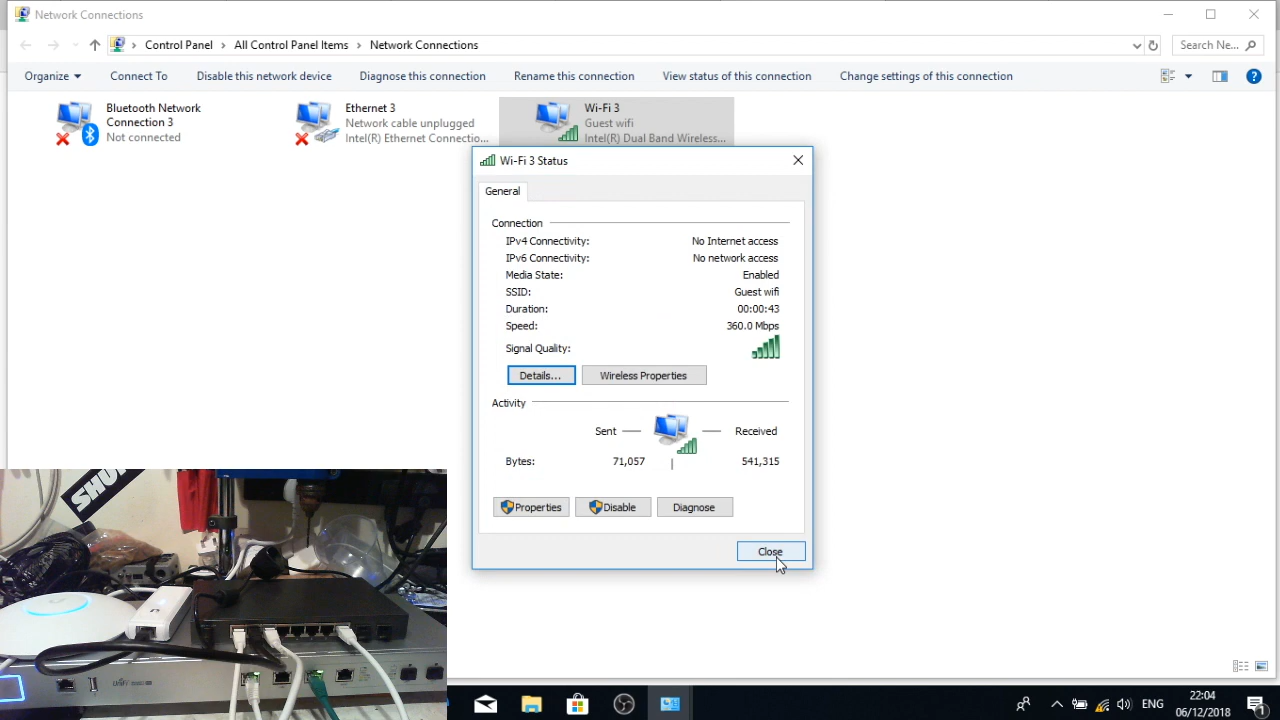 Network Connections
Control Panel > All Control Panel Items > Network Connections
Search Ne...
Organize
Connect To
Disable this network device
Diagnose this connection
Rename this connection
View status of this connection
Change settings of this connection
Bluetooth Network
Connection 3
Not connected
Ethernet 3
Network cable unplugged
Intel(R) Ethernet Connectio...
Wi-Fi 3
Guest wifi
Intel(R) Dual Band Wireless...
Wi-Fi 3 Status
General
Connection
IPv4 Connectivity: No Internet access
IPv6 Connectivity: No network access
Media State: Enabled
SSID: Guest wifi
Duration: 00:00:43
Speed: 360.0 Mbps
Signal Quality:
Details...
Wireless Properties
Activity
Sent — — Received
Bytes: 71,057 | 541,315
Properties
Disable
Diagnose
Close
SHU
UniFi
ENG
22:04
06/12/2018
1